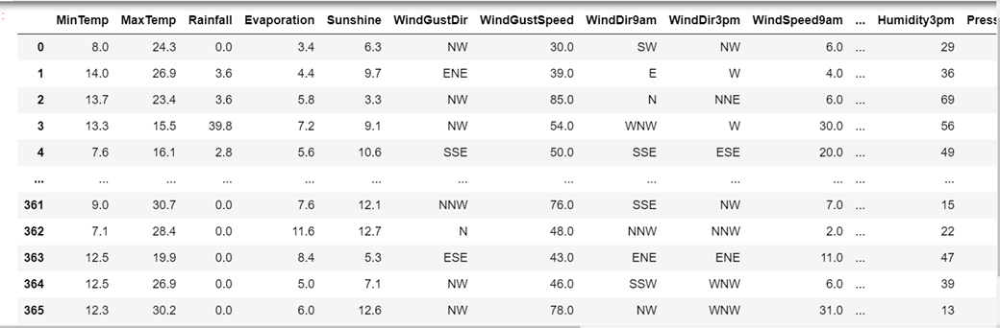 MinTemp MaxTemp Rainfall Evaporation Sunshine WindGustDir WindGustSpeed WindDir9am WindDir3pm WindSpeed9am ... Humidity3pm Press
0 8.0 24.3 0.0 3.4 6.3 NW 30.0 SW NW 6.0 ... 29
1 14.0 26.9 3.6 4.4 9.7 ENE 39.0 E W 4.0 ... 36
2 13.7 23.4 3.6 5.8 3.3 NW 85.0 N NNE 6.0 ... 69
3 13.3 15.5 39.8 7.2 9.1 NW 54.0 WNW W 30.0 ... 56
4 7.6 16.1 2.8 5.6 10.6 SSE 50.0 SSE ESE 20.0 ... 49
... ... ... ... ... ... ... ... ... ... ... ... ...
361 9.0 30.7 0.0 7.6 12.1 NNW 76.0 SSE NW 7.0 ... 15
362 7.1 28.4 0.0 11.6 12.7 N 48.0 NNW NNW 2.0 ... 22
363 12.5 19.9 0.0 8.4 5.3 ESE 43.0 ENE ENE 11.0 ... 47
364 12.5 26.9 0.0 5.0 7.1 NW 46.0 SSW WNW 6.0 ... 39
365 12.3 30.2 0.0 6.0 12.6 NW 78.0 NW WNW 31.0 ... 13